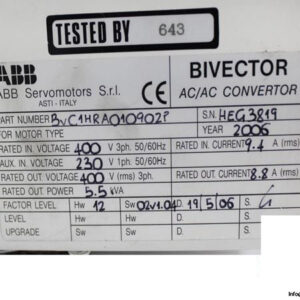 TESTED BY 643
ABB
ABB Servomotors S.r.l.
ASTI - ITALY
BIVECTOR
AC/AC CONVERTOR
PART NUMBER BVC1HRA010902P
S.N. HEG3819
FOR MOTOR TYPE
YEAR 2006
RATED IN. VOLTAGE 400 V 3ph. 50/60Hz
RATED IN. CURRENT 9.4 A (rms)
AUX. IN. VOLTAGE 230 V 1ph. 50/60Hz
RATED OUT. VOLTAGE 400 V (rms) 3ph.
RATED OUT. CURRENT 8.8 A (rms)
RATED OUT POWER 5.5 kVA
FACTOR LEVEL Hw 12 Sw 02v1.04 D. 19/5/06 S.
LEVEL Hw Sw D. S.
UPGRADE Hw Sw D.